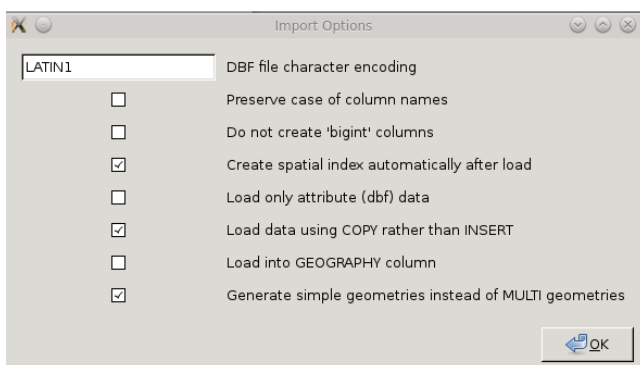 Import Options
LATIN1 DBF file character encoding
Preserve case of column names
Do not create 'bigint' columns
Create spatial index automatically after load
Load only attribute (dbf) data
Load data using COPY rather than INSERT
Load into GEOGRAPHY column
Generate simple geometries instead of MULTI geometries
OK